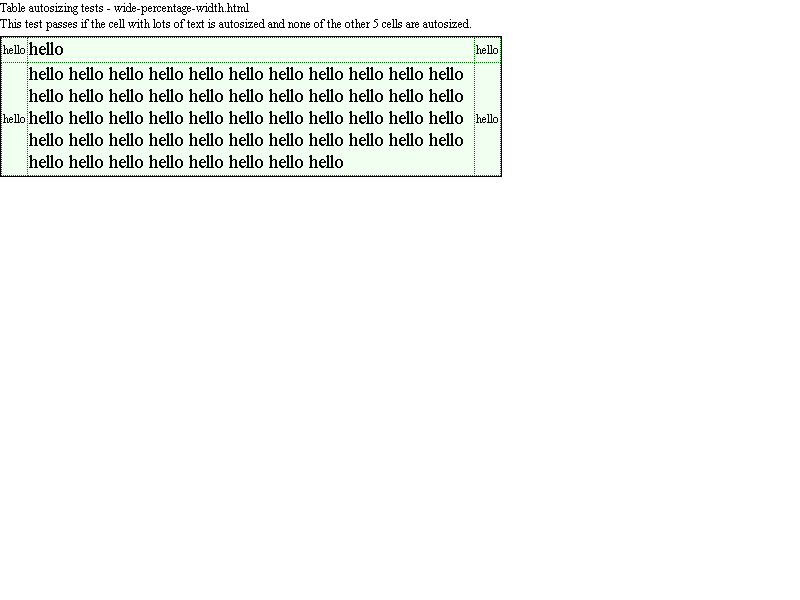 Table autosizing tests - wide-percentage-width.html
This test passes if the cell with lots of text is autosized and none of the other 5 cells are autosized.
hello hello hello
hello hello hello hello hello hello hello hello hello hello hello
hello hello hello hello hello hello hello hello hello hello hello
hello hello hello hello hello hello hello hello hello hello hello hello hello
hello hello hello hello hello hello hello hello hello hello hello
hello hello hello hello hello hello hello hello